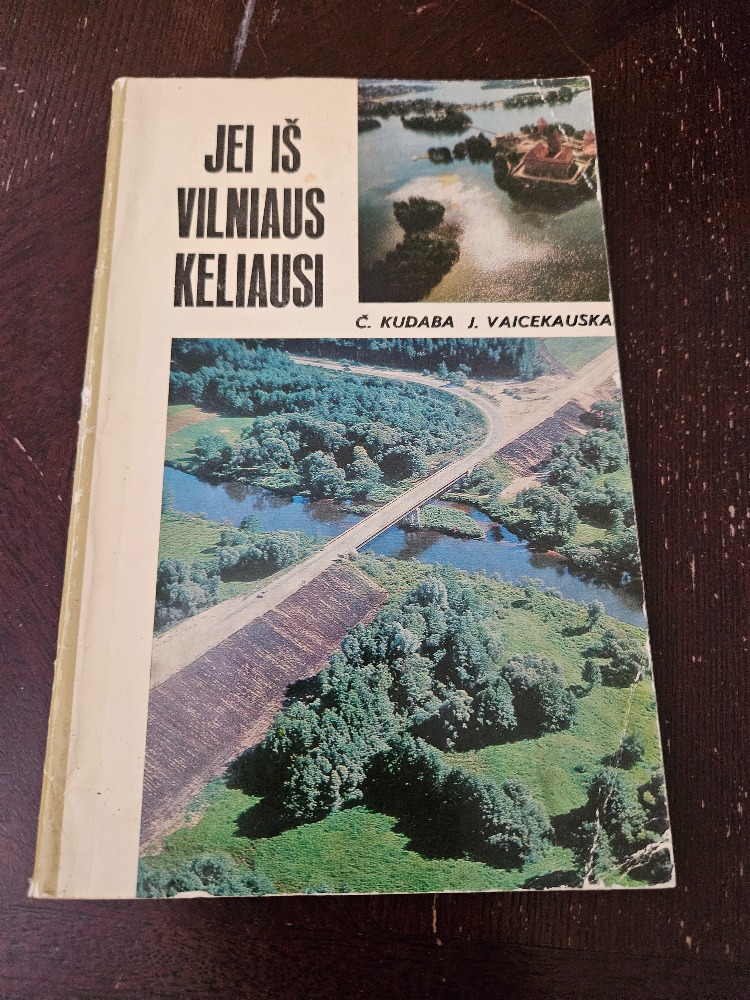 JEI IŠ
VILNIAUS
KELIAUSI
Č. KUDABA J. VAICEKAUSKA